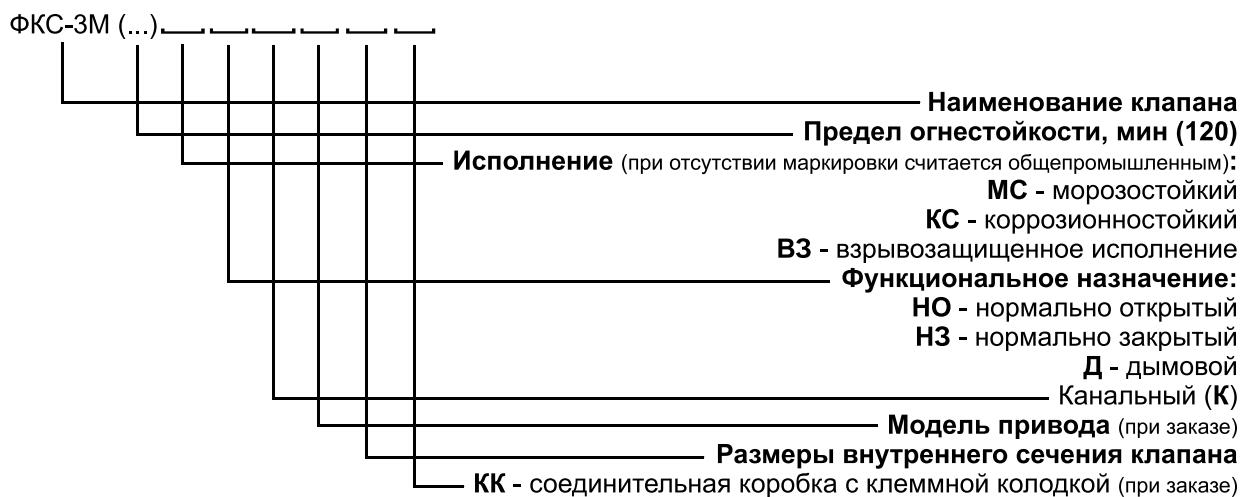 ФКС-3М (...)
Наименование клапана
Предел огнестойкости, мин (120)
Исполнение (при отсутствии маркировки считается общепромышленным):
МС - морозостойкий
КС - коррозионностойкий
ВЗ - взрывозащищенное исполнение
Функциональное назначение:
НО - нормально открытый
НЗ - нормально закрытый
Д - дымовой
Канальный (К)
Модель привода (при заказе)
Размеры внутреннего сечения клапана
КК - соединительная коробка с клеммной колодкой (при заказе)